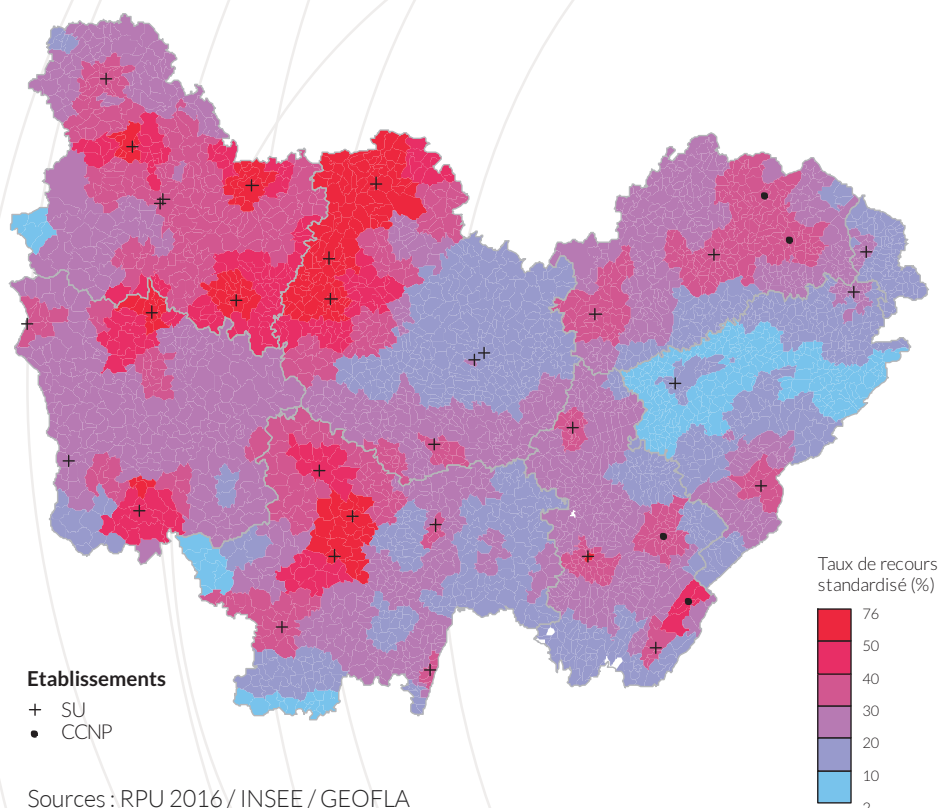 Taux de recours
standardisé (%)
76
50
40
30
20
10
2
Etablissements
SU
CCNP
Sources : RPU 2016 / INSEE / GEOFLA